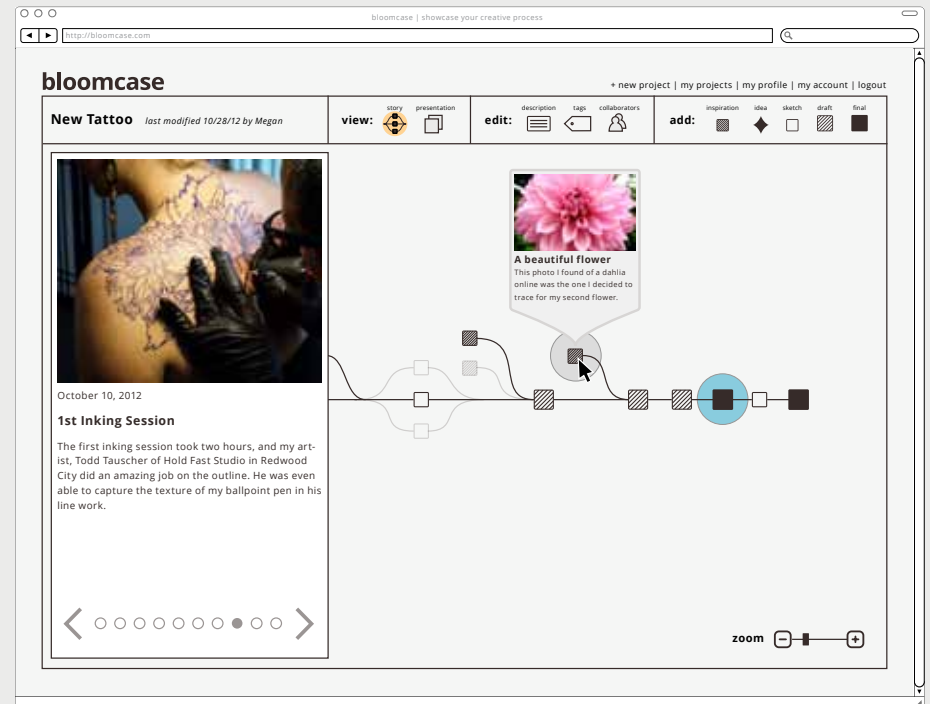 bloomcase | showcase your creative process
http://bloomcase.com
bloomcase
+ new project | my projects | my profile | my account | logout
New Tattoo last modified 10/28/12 by Megan
view: story presentation
edit: description tags collaborators
add: inspiration idea sketch draft final
A beautiful flower
This photo I found of a dahlia
online was the one I decided to
trace for my second flower.
October 10, 2012
1st Inking Session
The first inking session took two hours, and my art-
ist, Todd Tauscher of Hold Fast Studio in Redwood
City did an amazing job on the outline. He was even
able to capture the texture of my ballpoint pen in his
line work.
zoom